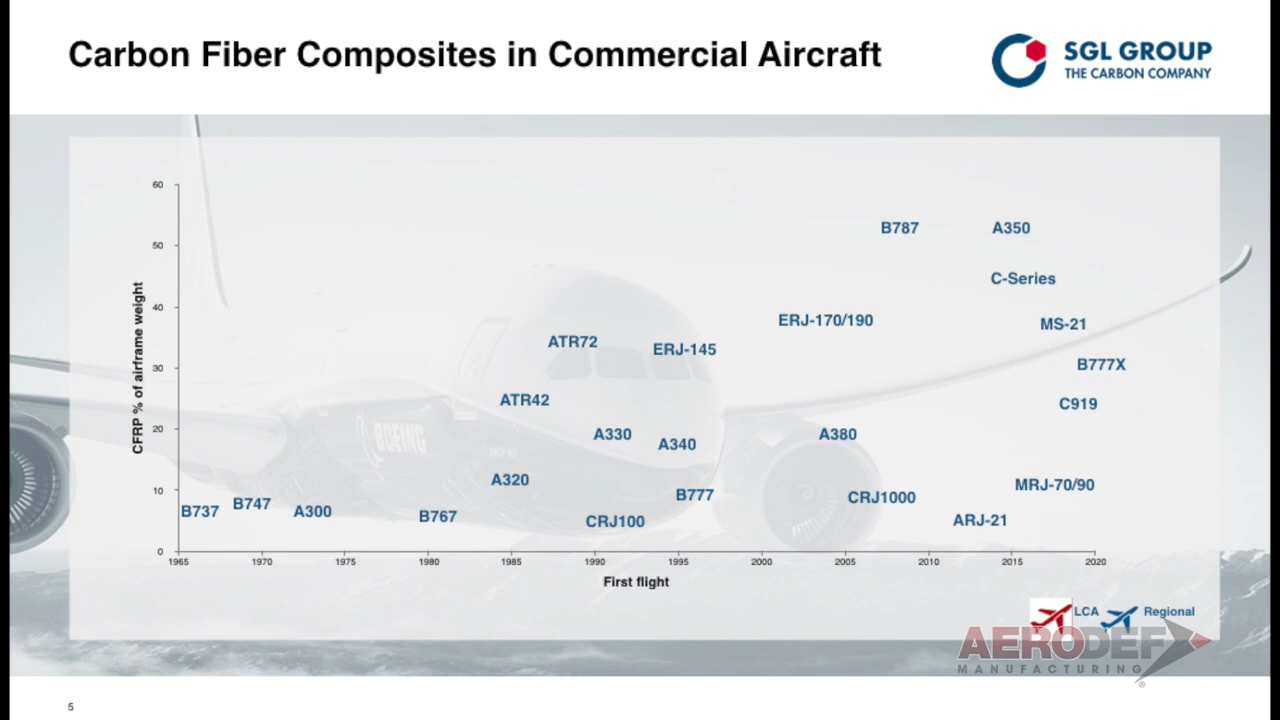 Carbon Fiber Composites in Commercial Aircraft
SGL GROUP
THE CARBON COMPANY
60
50
40
30
20
10
0
CFRP % of airframe weight
B787
A350
C-Series
ERJ-170/190
MS-21
ATR72
ERJ-145
B777X
ATR42
C919
A330
A340
A380
A320
MRJ-70/90
B777
CRJ1000
B747
B737
A300
B767
CRJ100
ARJ-21
BOEING
1965 1970 1975 1980 1985 1990 1995 2000 2005 2010 2015 2020
First flight
LCA Regional
AERODEF
MANUFACTURING
®
5